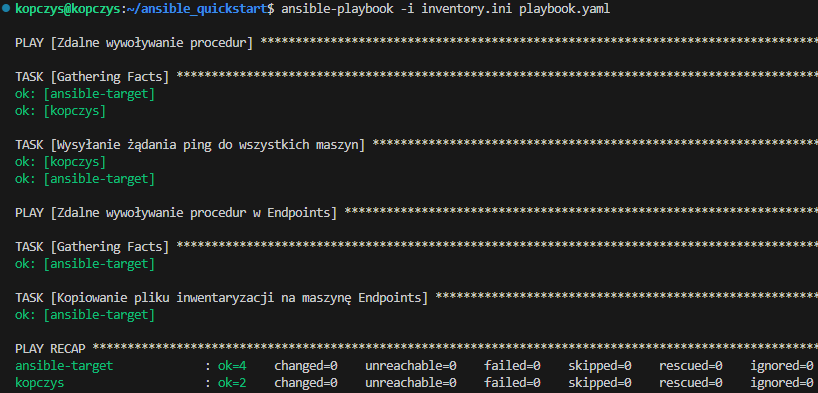 kopczys@kopczys:~/ansible_quickstart$ ansible-playbook -i inventory.ini playbook.yaml
PLAY [Zdalne wywoływanie procedur] ********************************************************************************
TASK [Gathering Facts] ********************************************************************************************
ok: [ansible-target]
ok: [kopczys]
TASK [Wysyłanie żądania ping do wszystkich maszyn] ****************************************************************
ok: [kopczys]
ok: [ansible-target]
PLAY [Zdalne wywoływanie procedur w Endpoints] ********************************************************************
TASK [Gathering Facts] ********************************************************************************************
ok: [ansible-target]
TASK [Kopiowanie pliku inwentaryzacji na maszynę Endpoints] *******************************************************
ok: [ansible-target]
PLAY RECAP ********************************************************************************************************
ansible-target             : ok=4    changed=0    unreachable=0    failed=0    skipped=0    rescued=0    ignored=0
kopczys                    : ok=2    changed=0    unreachable=0    failed=0    skipped=0    rescued=0    ignored=0